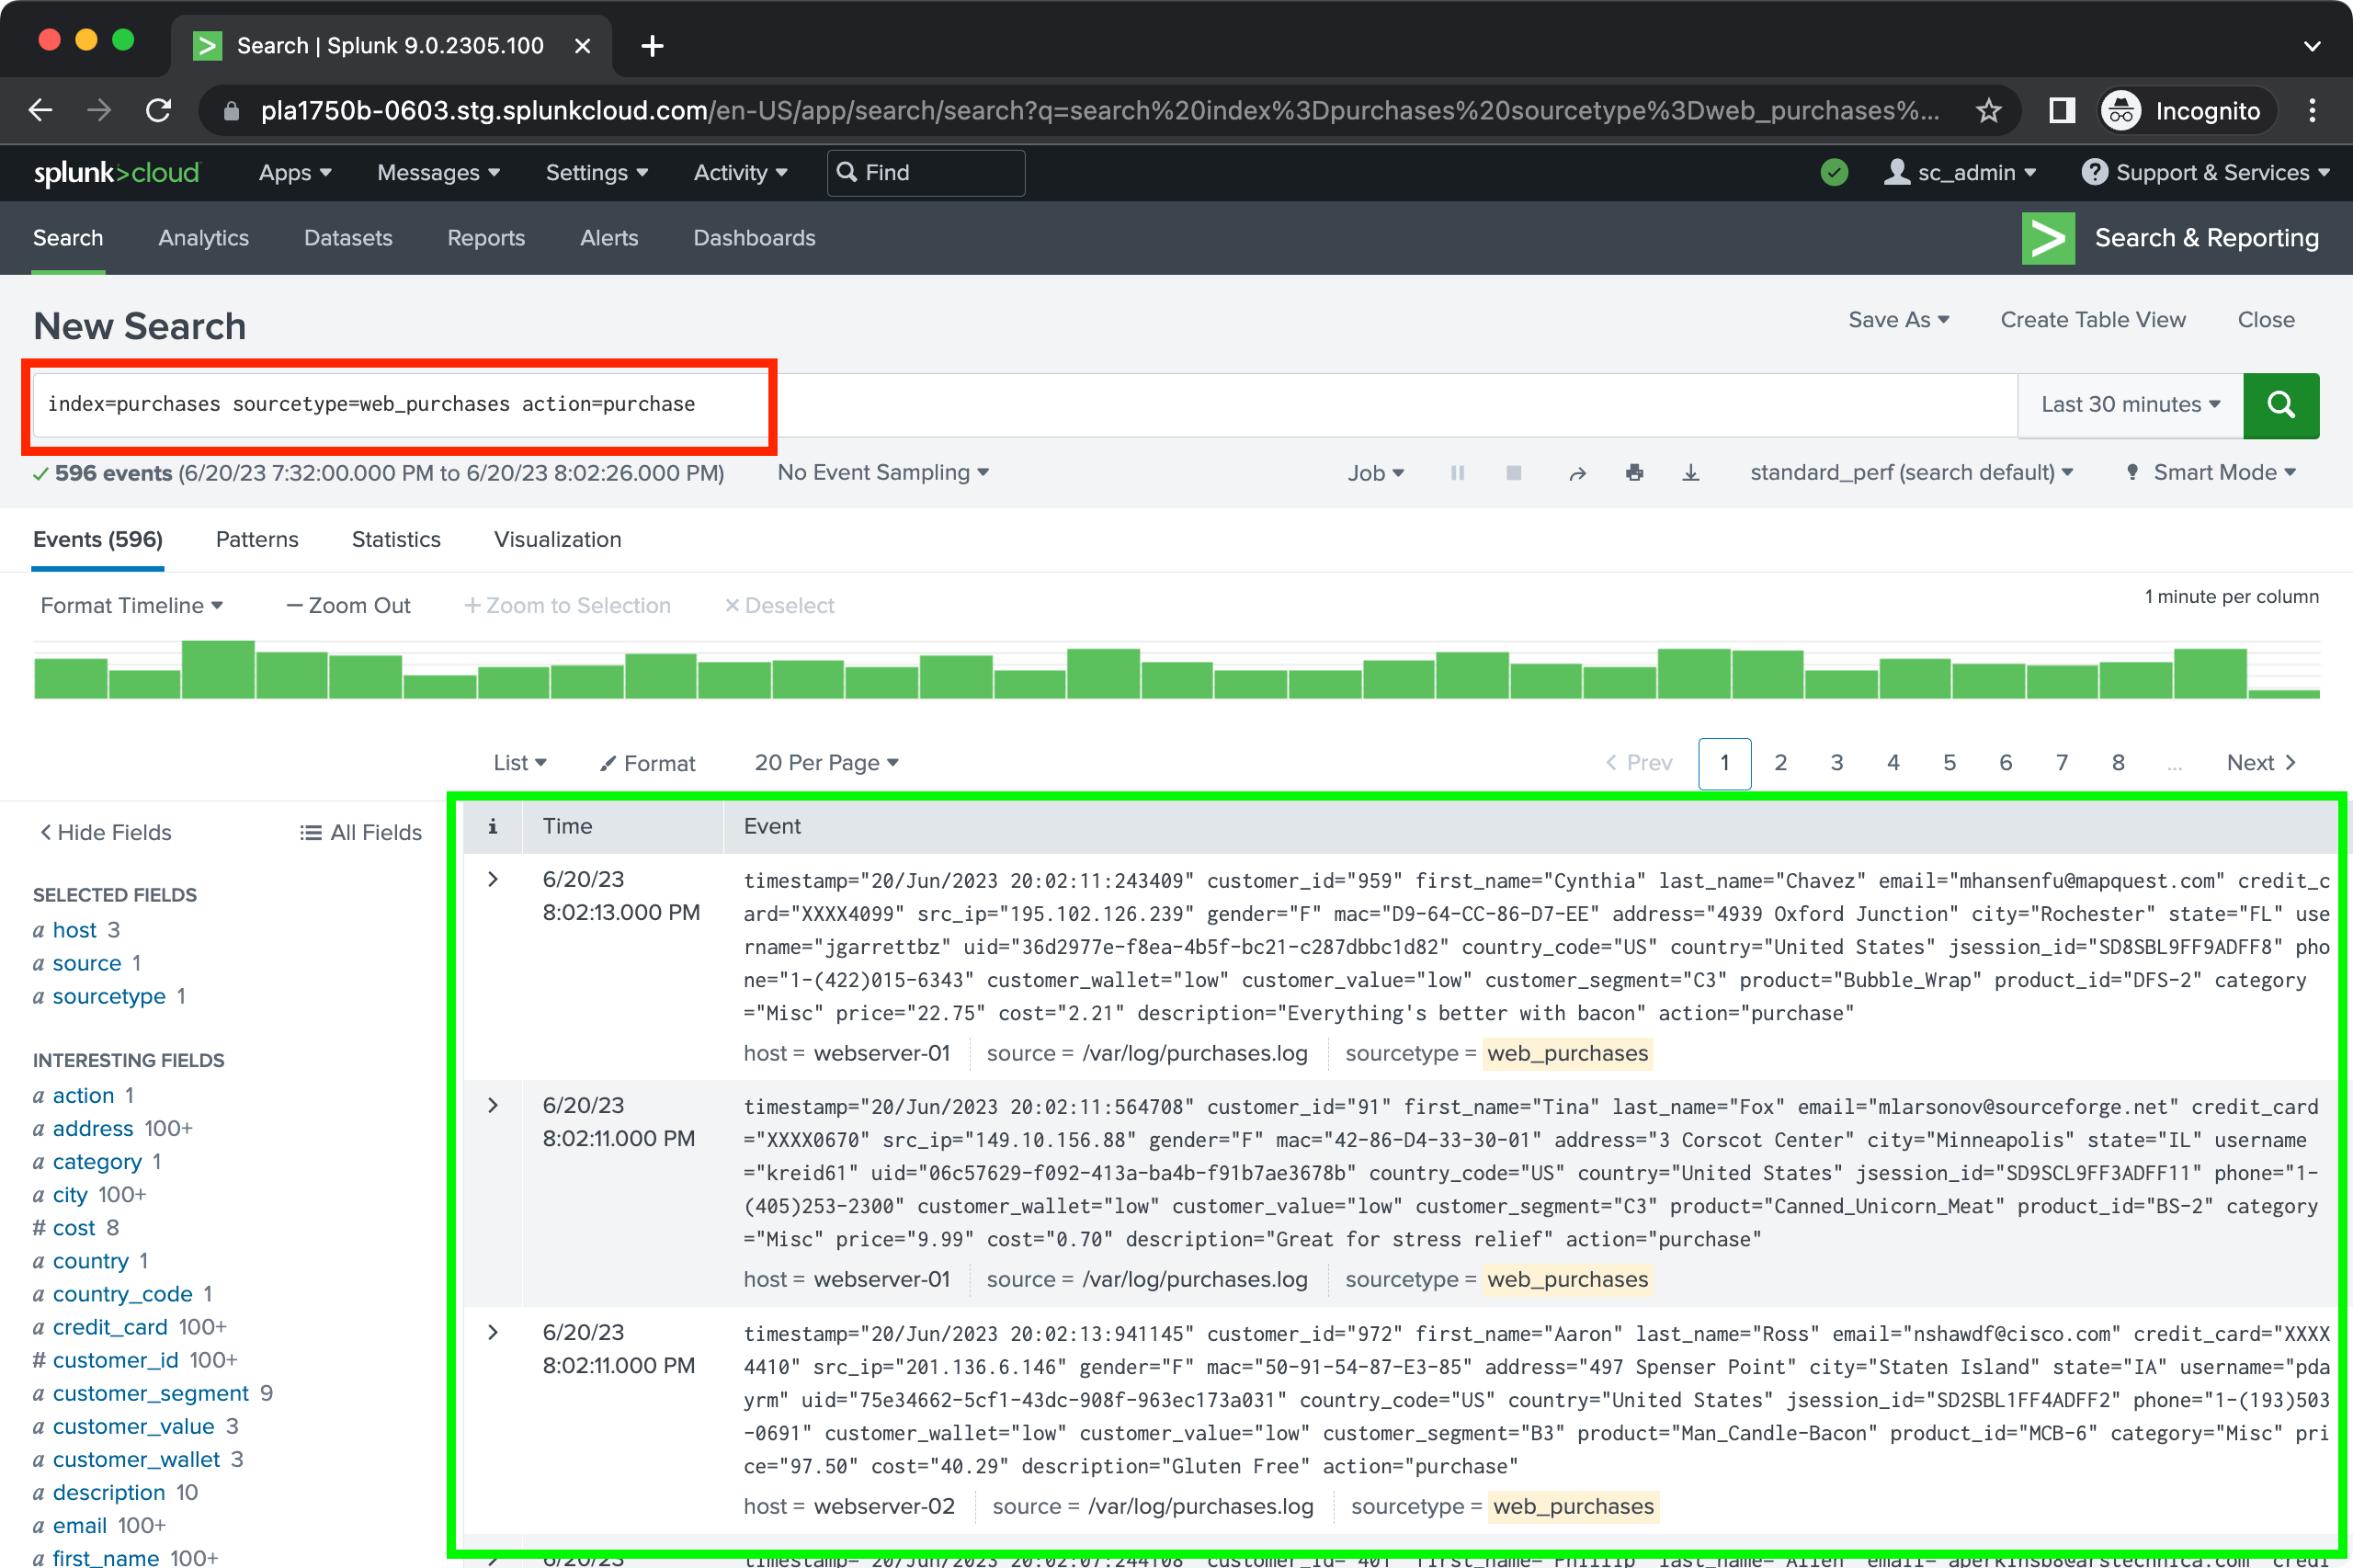 Search | Splunk 9.0.2305.100
pla1750b-0603.stg.splunkcloud.com/en-US/app/search/search?q=search%20index%3Dpurchases%20sourcetype%3Dweb_purchases%... Incognito
splunk>cloud Apps Messages Settings Activity Find sc_admin ? Support & Services
Search Analytics Datasets Reports Alerts Dashboards > Search & Reporting
New Search Save As Create Table View Close
index=purchases sourcetype=web_purchases action=purchase Last 30 minutes
596 events (6/20/23 7:32:00.000 PM to 6/20/23 8:02:26.000 PM) No Event Sampling Job standard_perf (search default) Smart Mode
Events (596) Patterns Statistics Visualization
Format Timeline — Zoom Out + Zoom to Selection × Deselect 1 minute per column
List Format 20 Per Page < Prev 1 2 3 4 5 6 7 8 ... Next >
< Hide Fields All Fields
SELECTED FIELDS
a host 3
a source 1
a sourcetype 1
INTERESTING FIELDS
a action 1
a address 100+
a category 1
a city 100+
# cost 8
a country 1
a country_code 1
a credit_card 100+
# customer_id 100+
a customer_segment 9
a customer_value 3
a customer_wallet 3
a description 10
a email 100+
a first_name 100+
i Time Event
> 6/20/23
8:02:13.000 PM
timestamp="20/Jun/2023 20:02:11:243409" customer_id="959" first_name="Cynthia" last_name="Chavez" email="mhansenfu@mapquest.com" credit_c
ard="XXXX4099" src_ip="195.102.126.239" gender="F" mac="D9-64-CC-86-D7-EE" address="4939 Oxford Junction" city="Rochester" state="FL" use
rname="jgarrettbz" uid="36d2977e-f8ea-4b5f-bc21-c287dbbc1d82" country_code="US" country="United States" jsession_id="SD8SBL9FF9ADFF8" pho
ne="1-(422)015-6343" customer_wallet="low" customer_value="low" customer_segment="C3" product="Bubble_Wrap" product_id="DFS-2" category
="Misc" price="22.75" cost="2.21" description="Everything's better with bacon" action="purchase"
host = webserver-01 source = /var/log/purchases.log sourcetype = web_purchases
> 6/20/23
8:02:11.000 PM
timestamp="20/Jun/2023 20:02:11:564708" customer_id="91" first_name="Tina" last_name="Fox" email="mlarsonov@sourceforge.net" credit_card
="XXXX0670" src_ip="149.10.156.88" gender="F" mac="42-86-D4-33-30-01" address="3 Corscot Center" city="Minneapolis" state="IL" username
="kreid61" uid="06c57629-f092-413a-ba4b-f91b7ae3678b" country_code="US" country="United States" jsession_id="SD9SCL9FF3ADFF11" phone="1-
(405)253-2300" customer_wallet="low" customer_value="low" customer_segment="C3" product="Canned_Unicorn_Meat" product_id="BS-2" category
="Misc" price="9.99" cost="0.70" description="Great for stress relief" action="purchase"
host = webserver-01 source = /var/log/purchases.log sourcetype = web_purchases
> 6/20/23
8:02:11.000 PM
timestamp="20/Jun/2023 20:02:13:941145" customer_id="972" first_name="Aaron" last_name="Ross" email="nshawdf@cisco.com" credit_card="XXXX
4410" src_ip="201.136.6.146" gender="F" mac="50-91-54-87-E3-85" address="497 Spenser Point" city="Staten Island" state="IA" username="pda
yrm" uid="75e34662-5cf1-43dc-908f-963ec173a031" country_code="US" country="United States" jsession_id="SD2SBL1FF4ADFF2" phone="1-(193)503
-0691" customer_wallet="low" customer_value="low" customer_segment="B3" product="Man_Candle-Bacon" product_id="MCB-6" category="Misc" pri
ce="97.50" cost="40.29" description="Gluten Free" action="purchase"
host = webserver-02 source = /var/log/purchases.log sourcetype = web_purchases